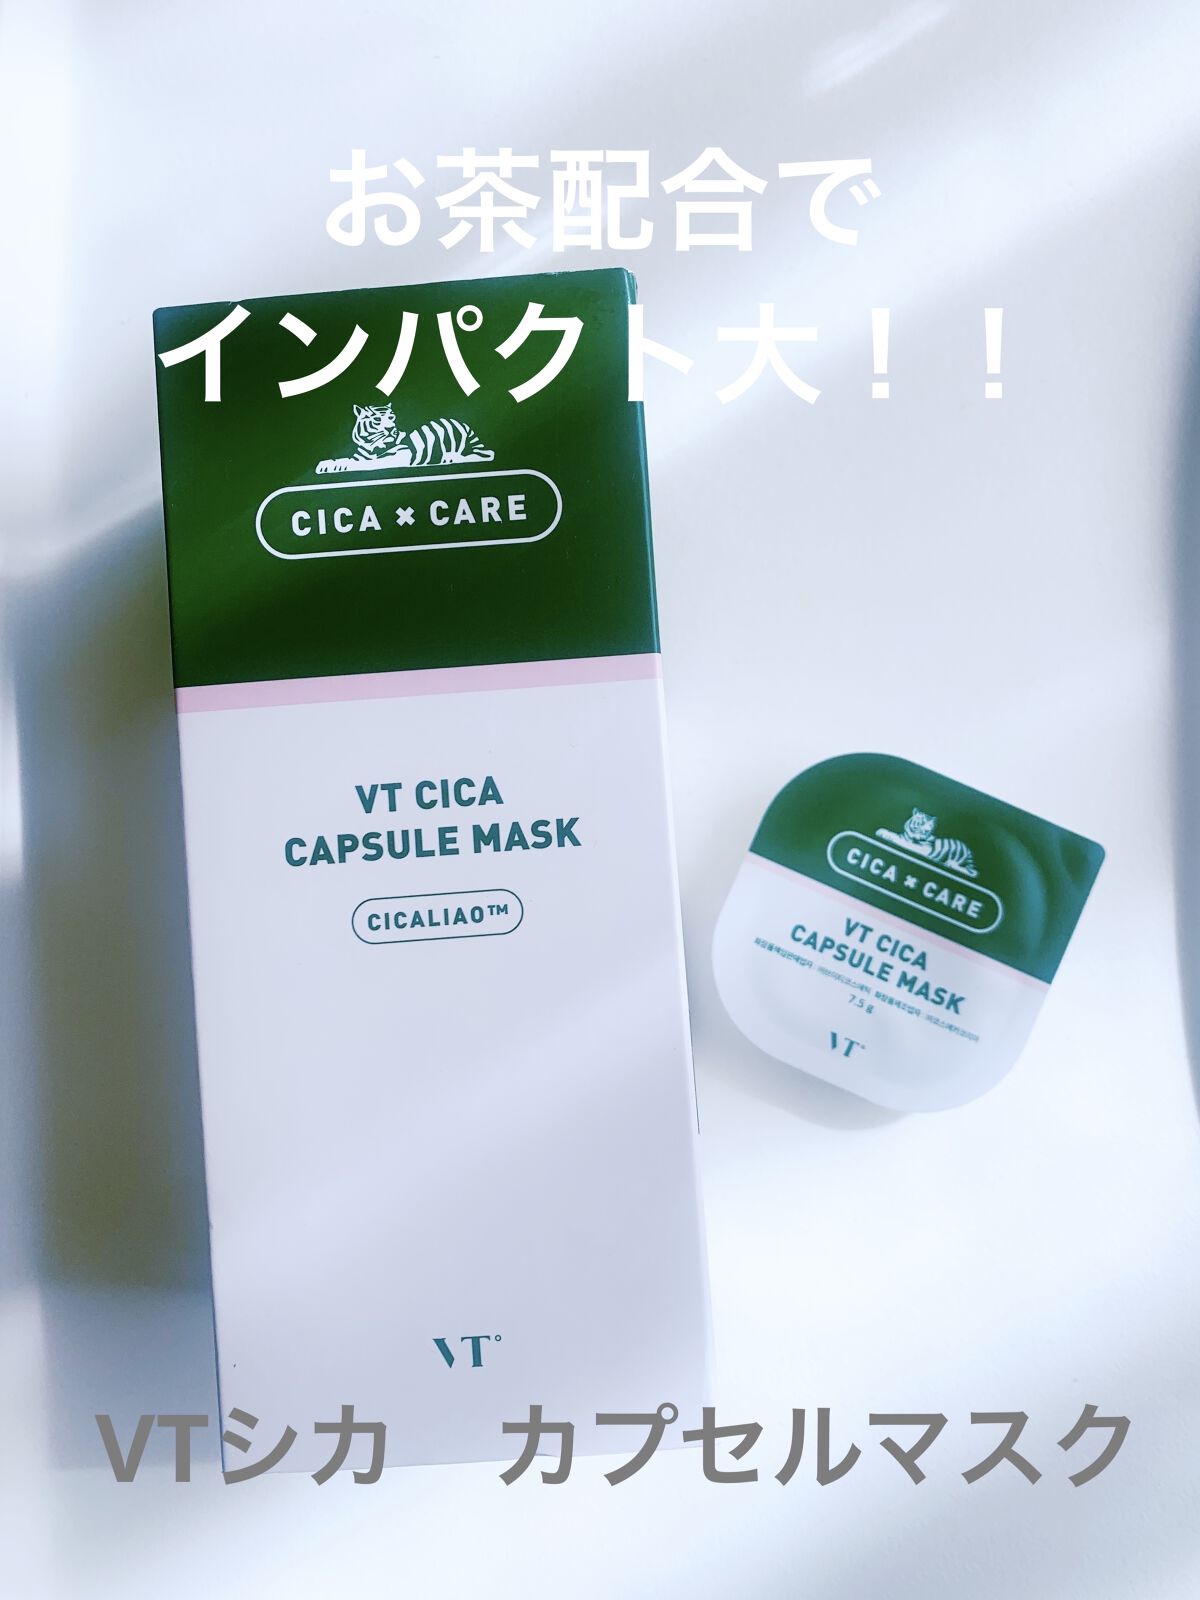 お茶配合で
インパクト大！！
CICA × CARE
VT CICA
CAPSULE MASK
CICALIAO™
VT°
CICA × CARE
VT CICA
CAPSULE MASK
7.5 g
VT°
VTシカ　カプセルマスク